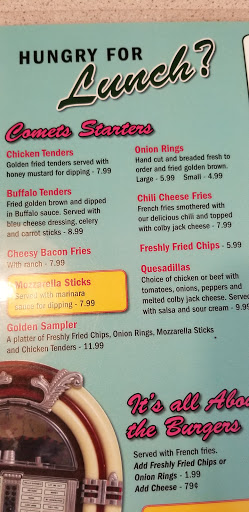 HUNGRY FOR
Lunch?
Comets Starters
Chicken Tenders
Golden fried tenders served with
honey mustard for dipping - 7.99
Buffalo Tenders
Fried golden brown and dipped
in Buffalo sauce. Served with
bleu cheese dressing, celery
and carrot sticks - 8.99
Cheesy Bacon Fries
With ranch - 7.99
Mozzarella Sticks
Served with marinara
sauce for dipping - 7.99
Golden Sampler
A platter of Freshly Fried Chips, Onion Rings, Mozzarella Sticks
and Chicken Tenders - 11.99
Onion Rings
Hand cut and breaded fresh to
order and fried golden brown.
Large - 5.99 Small - 4.99
Chili Cheese Fries
French fries smothered with
our delicious chili and topped
with colby jack cheese - 7.99
Freshly Fried Chips - 5.99
Quesadillas
Choice of chicken or beef with
tomatoes, onions, peppers and
melted colby jack cheese. Served
with salsa and sour cream - 9.99
It's all Abou
the Burgers
Served with French fries.
Add Freshly Fried Chips or
Onion Rings - 1.99
Add Cheese - 79¢